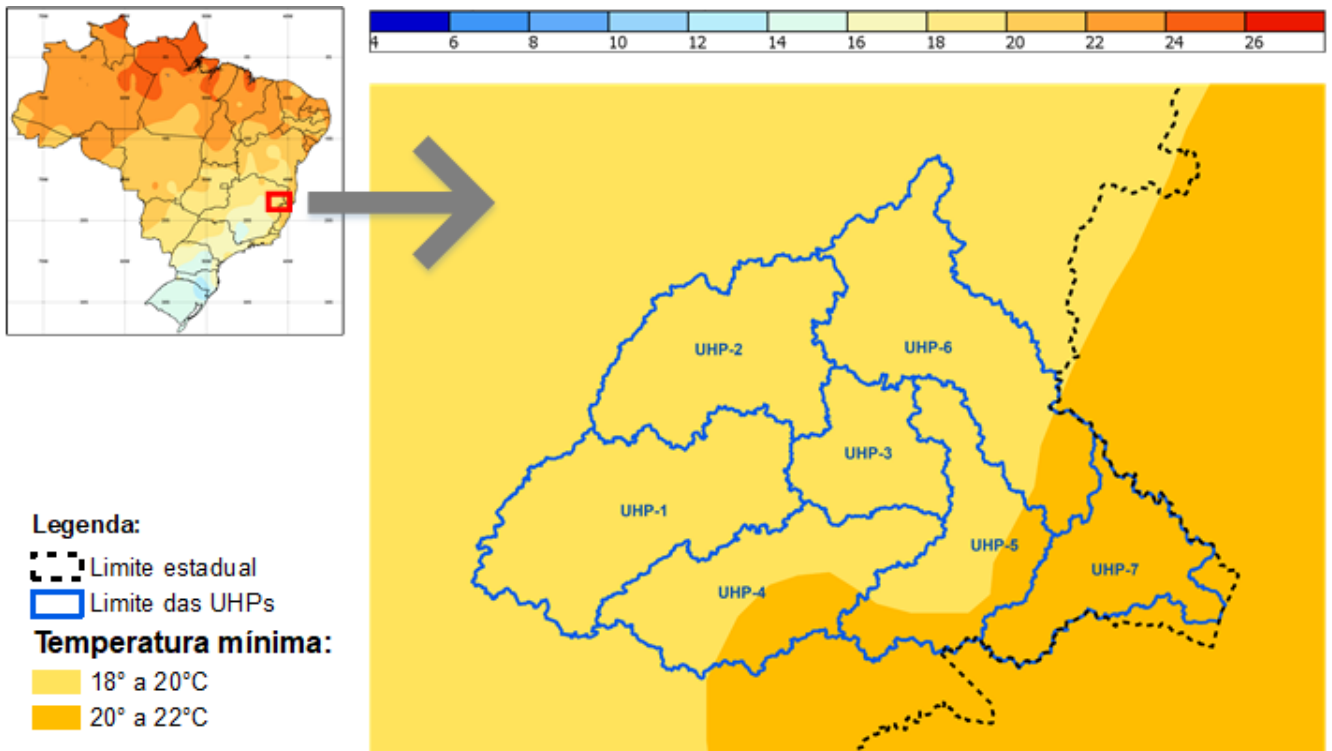 4 6 8 10 12 14 16 18 20 22 24 26
UHP-2
UHP-6
UHP-3
UHP-1
UHP-5
UHP-4
UHP-7
Legenda:
Limite estadual
Limite das UHPs
Temperatura mínima:
18° a 20°C
20° a 22°C